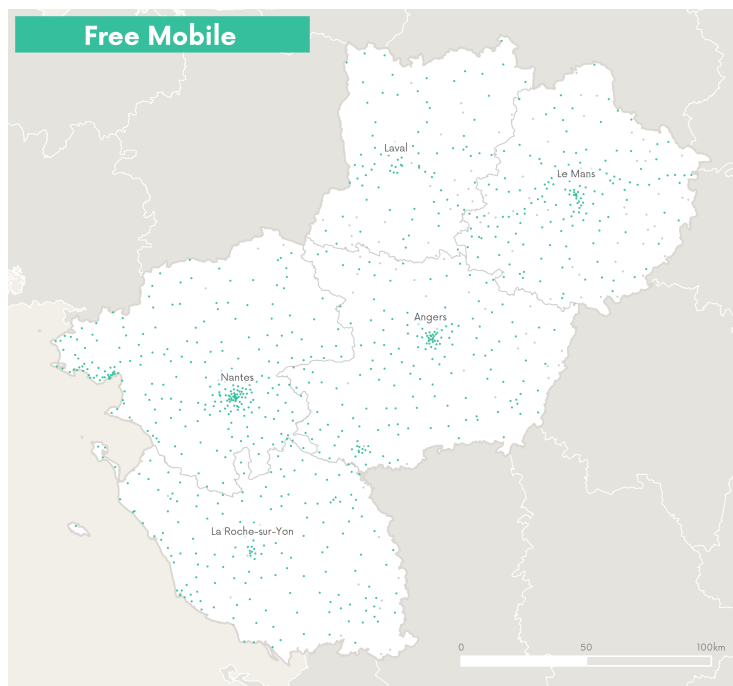 Free Mobile
Laval
Le Mans
Angers
Nantes
La Roche-sur-Yon
0 50 100km